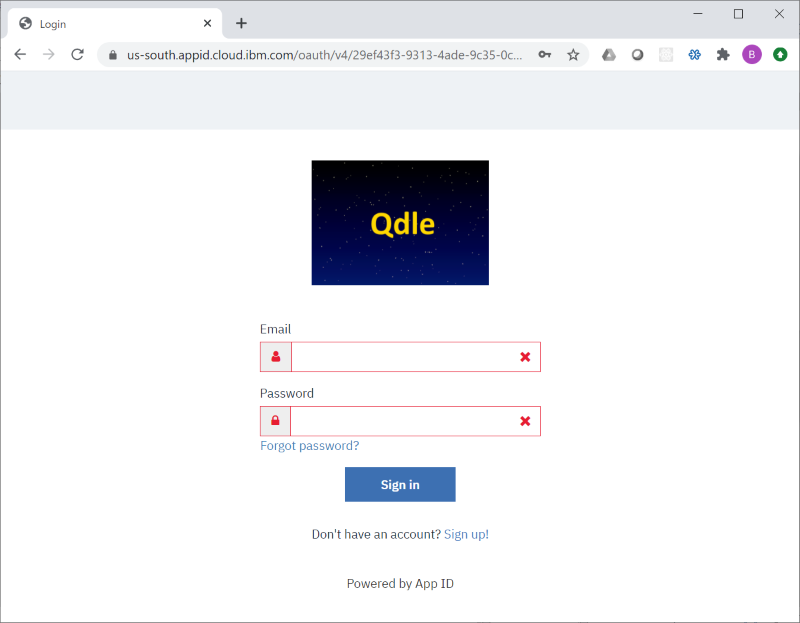 Login
us-south.appid.cloud.ibm.com/oauth/v4/29ef43f3-9313-4ade-9c35-0c...
B
Qdle
Email
Password
Forgot password?
Sign in
Don't have an account? Sign up!
Powered by App ID